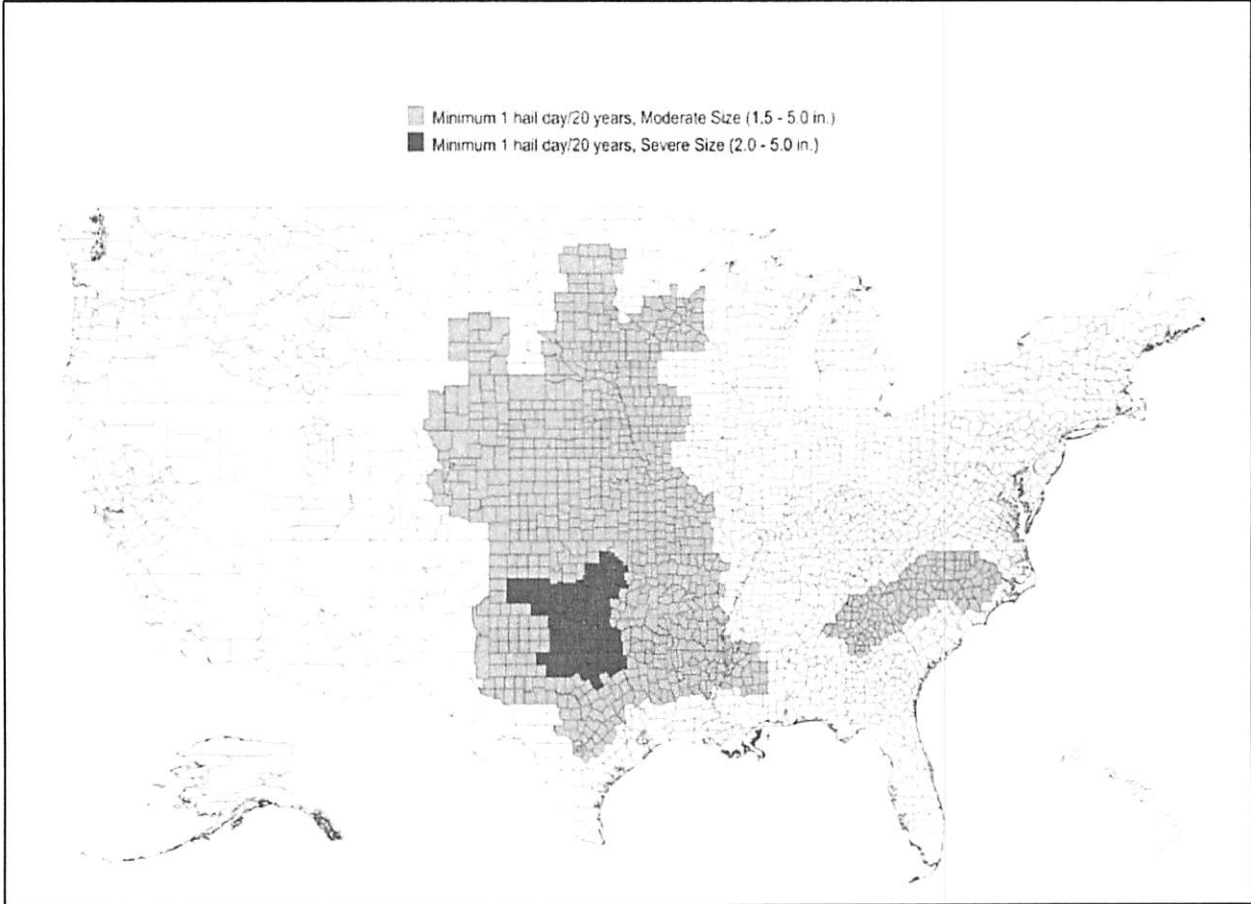 Minimum 1 hail day/20 years, Moderate Size (1.5 - 5.0 in.)
Minimum 1 hail day/20 years, Severe Size (2.0 - 5.0 in.)